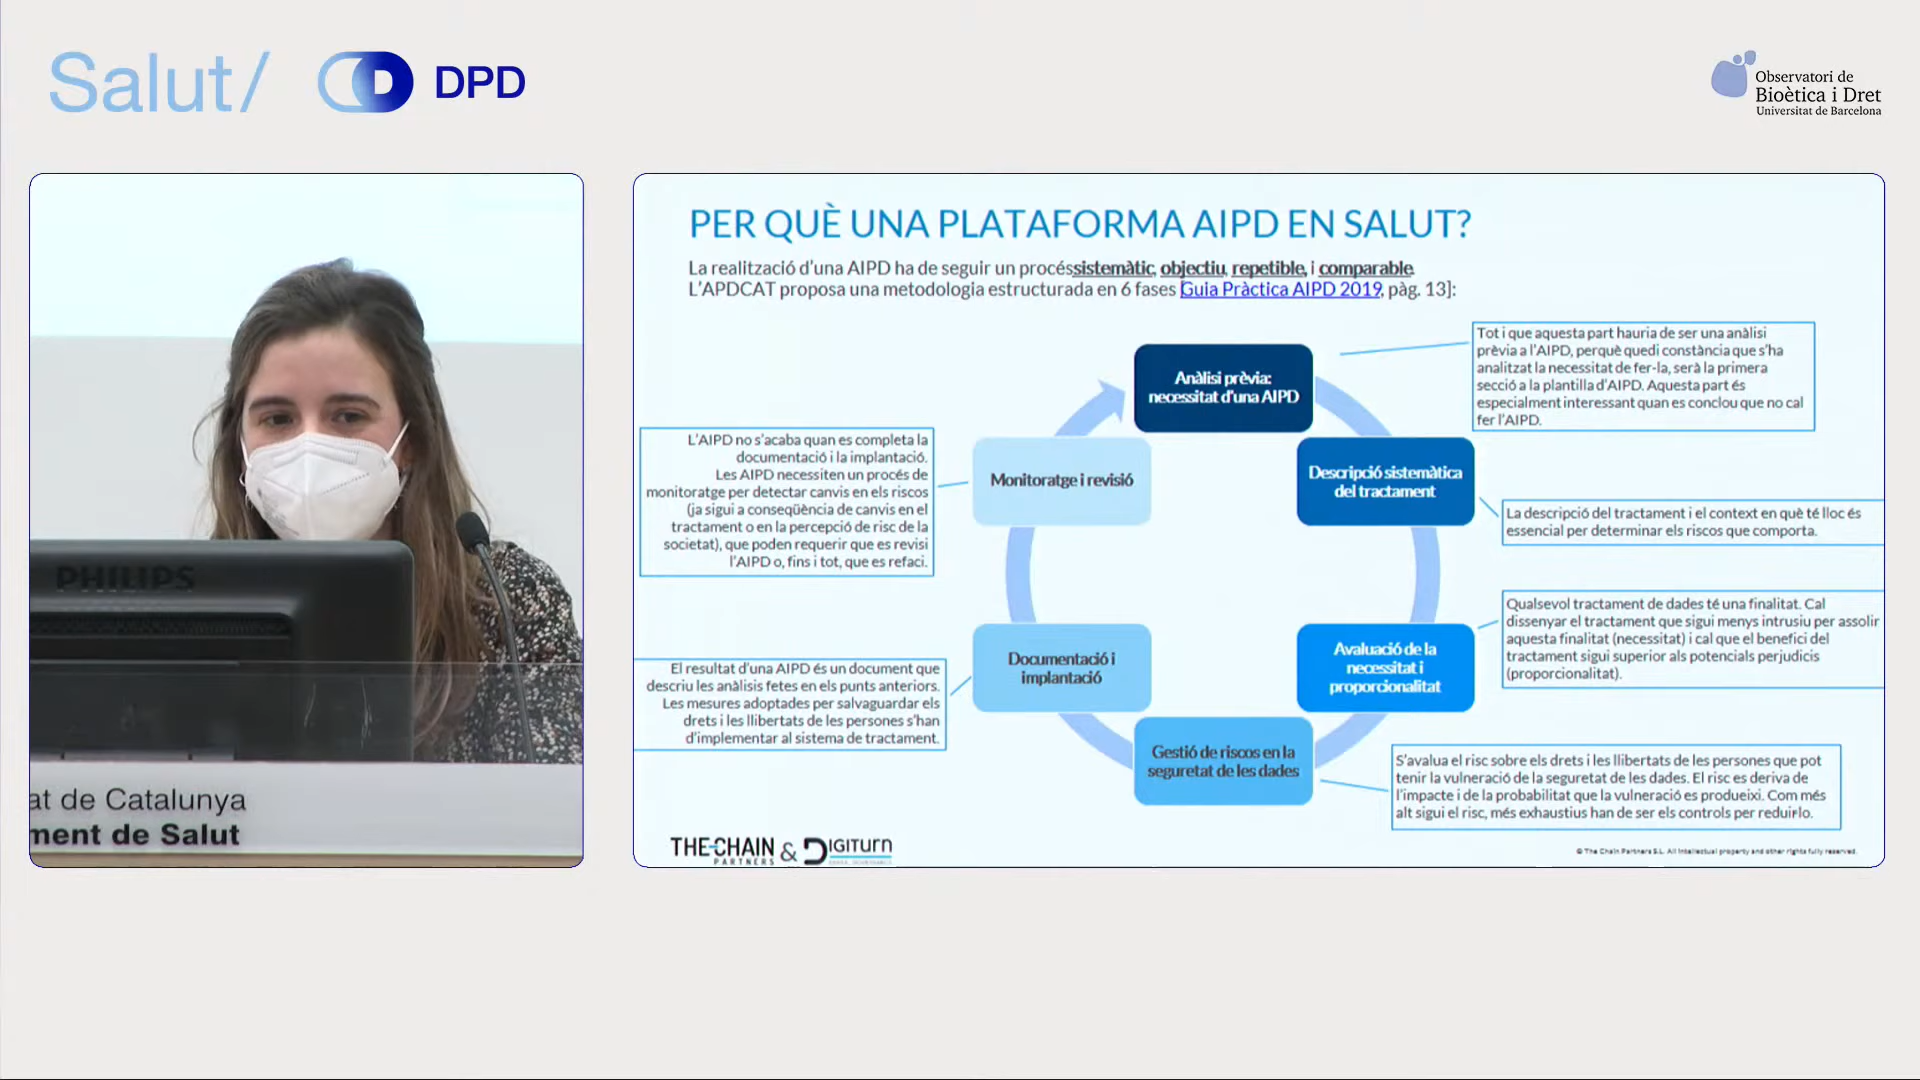 Salut/
DPD
Observatori de
Bioètica i Dret
Universitat de Barcelona
PHILIPS
at de Catalunya
ment de Salut
PER QUÈ UNA PLATAFORMA AIPD EN SALUT?
La realització d'una AIPD ha de seguir un procés sistemàtic, objectiu, repetible, i comparable.
L'APDCAT proposa una metodologia estructurada en 6 fases [Guia Pràctica AIPD 2019, pàg. 13]:
Anàlisi prèvia:
necessitat d'una AIPD
Tot i que aquesta part hauria de ser una anàlisi
prèvia a l'AIPD, perquè quedi constància que s'ha
analitzat la necessitat de fer-la, serà la primera
secció a la plantilla d'AIPD. Aquesta part és
especialment interessant quan es conclou que no cal
fer l'AIPD.
Descripció sistemàtica
del tractament
La descripció del tractament i el context en què té lloc és
essencial per determinar els riscos que comporta.
Avaluació de la
necessitat i
proporcionalitat
Qualsevol tractament de dades té una finalitat. Cal
dissenyar el tractament que sigui menys intrusiu per assolir
aquesta finalitat (necessitat) i cal que el benefici del
tractament sigui superior als potencials perjudicis
(proporcionalitat).
Gestió de riscos en la
seguretat de les dades
S'avalua el risc sobre els drets i les llibertats de les persones que pot
tenir la vulneració de la seguretat de les dades. El risc es deriva de
l'impacte i de la probabilitat que la vulneració es produeixi. Com més
alt sigui el risc, més exhaustius han de ser els controls per reduir-lo.
Documentació i
implantació
El resultat d'una AIPD és un document que
descriu les anàlisis fetes en els punts anteriors.
Les mesures adoptades per salvaguardar els
drets i les llibertats de les persones s'han
d'implementar al sistema de tractament.
Monitoratge i revisió
L'AIPD no s'acaba quan es completa la
documentació i la implantació.
Les AIPD necessiten un procés de
monitoratge per detectar canvis en els riscos
(ja sigui a conseqüència de canvis en el
tractament o en la percepció de risc de la
societat), que poden requerir que es revisi
l'AIPD o, fins i tot, que es refaci.
THE CHAIN
PARTNERS
&
DIGITURN
© The Chain Partners S.L. All intellectual property and other rights fully reserved.